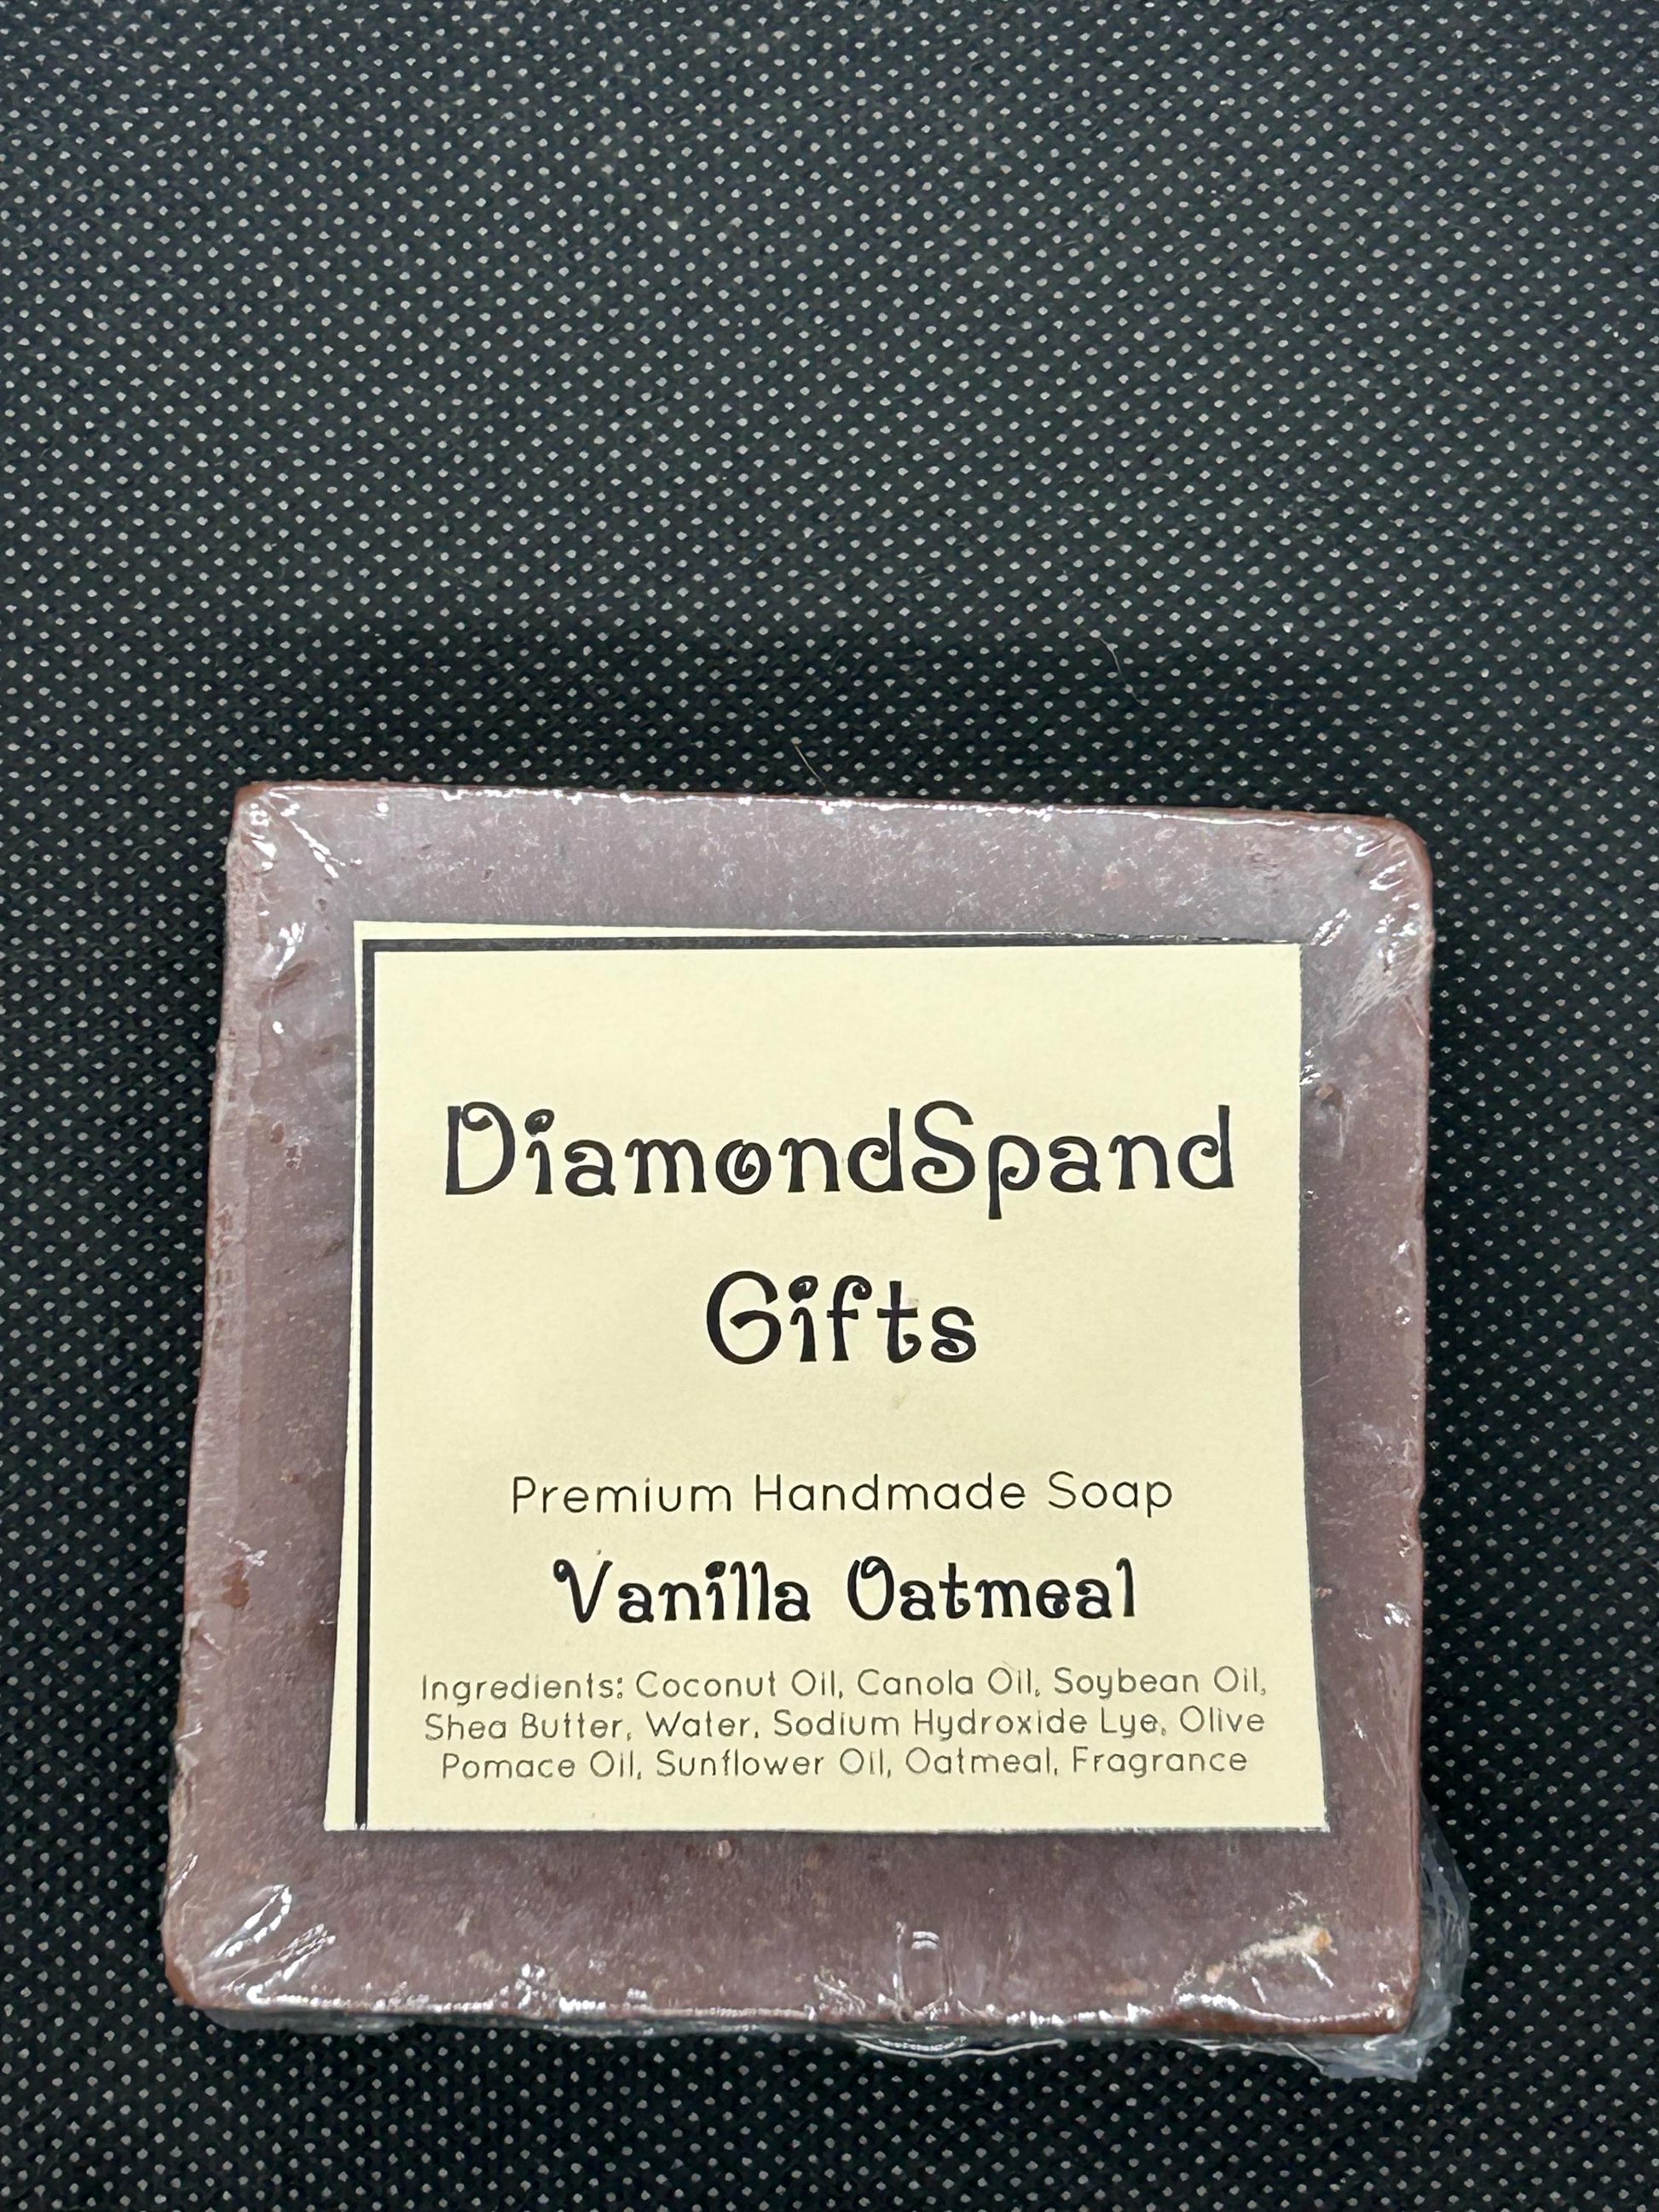 DiamondSpand
Gifts
Premium Handmade Soap
Vanilla Oatmeal
Ingredients: Coconut Oil, Canola Oil, Soybean Oil,
Shea Butter, Water, Sodium Hydroxide Lye, Olive
Pomace Oil, Sunflower Oil, Oatmeal, Fragrance